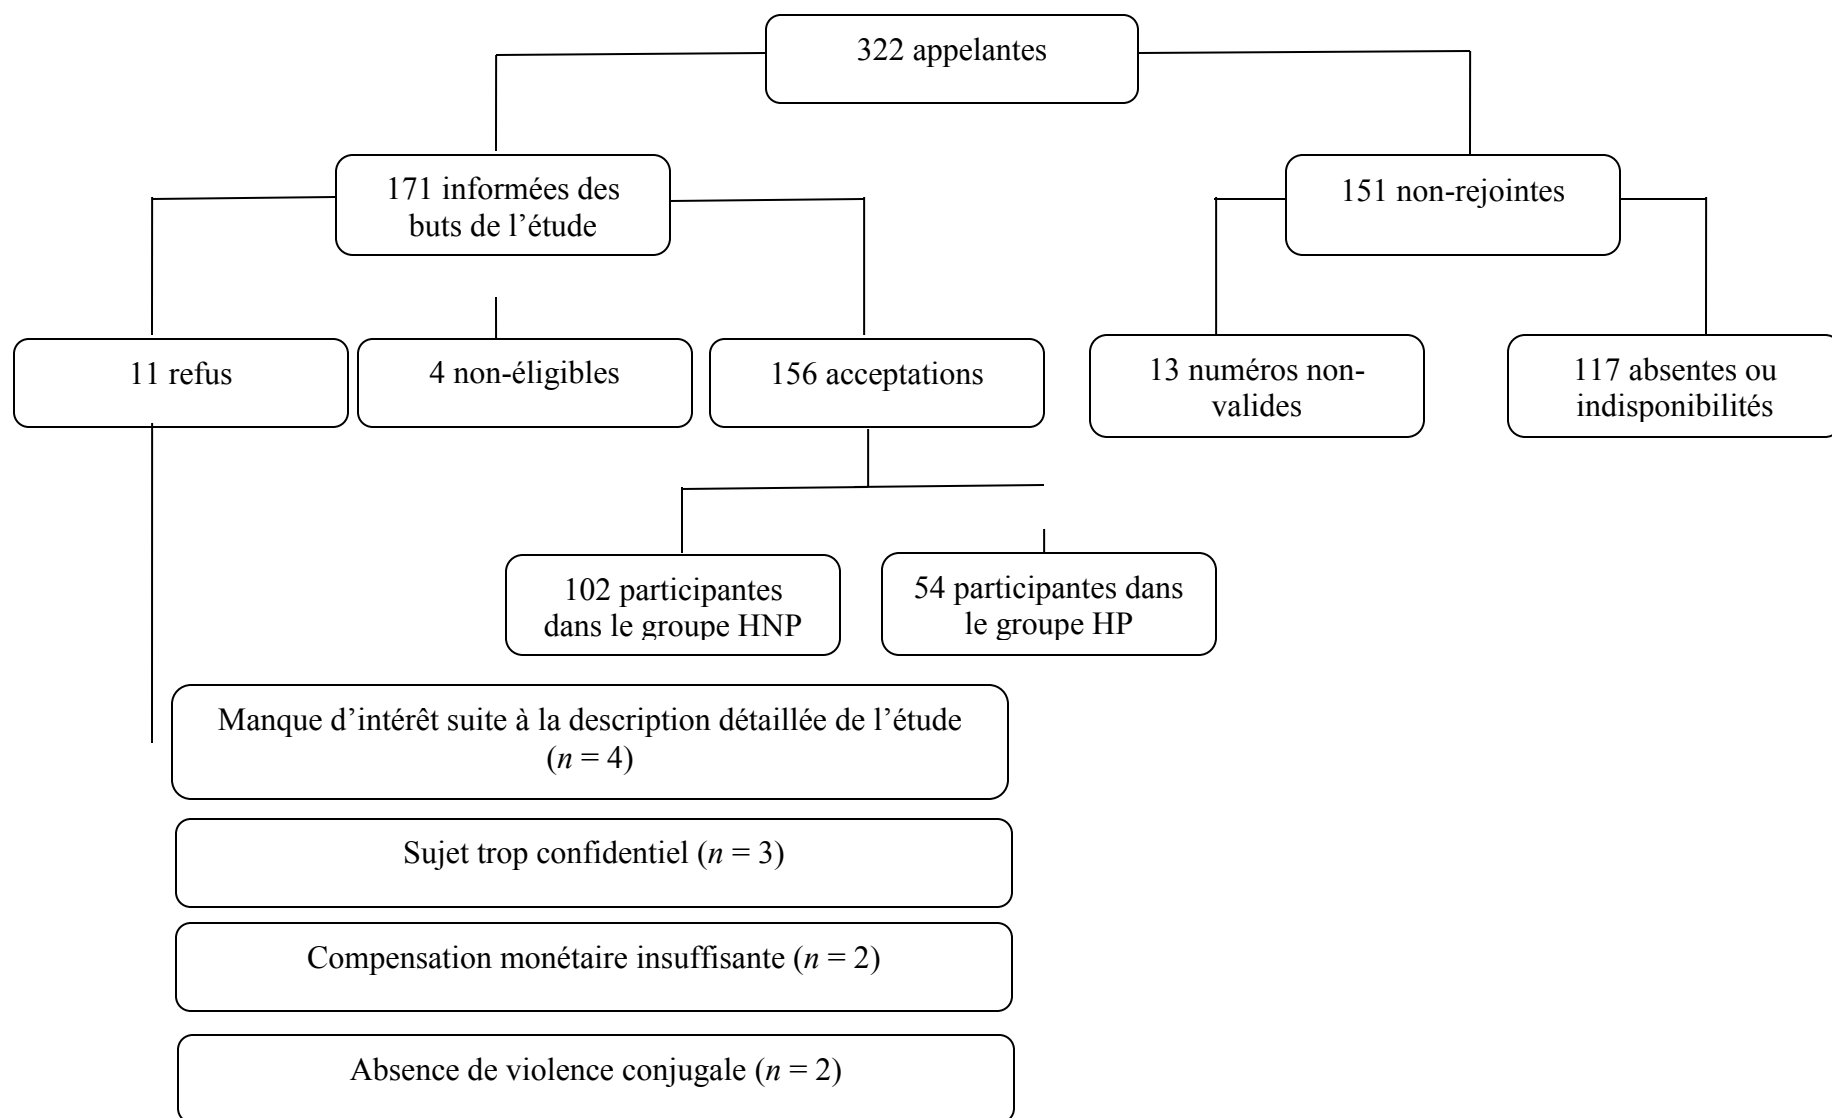 322 appelantes
171 informées des
buts de l’étude
151 non-rejointes
11 refus
4 non-éligibles
156 acceptations
13 numéros non-
valides
117 absentes ou
indisponibilités
102 participantes
dans le groupe HNP
54 participantes dans
le groupe HP
Manque d’intérêt suite à la description détaillée de l’étude
(n = 4)
Sujet trop confidentiel (n = 3)
Compensation monétaire insuffisante (n = 2)
Absence de violence conjugale (n = 2)